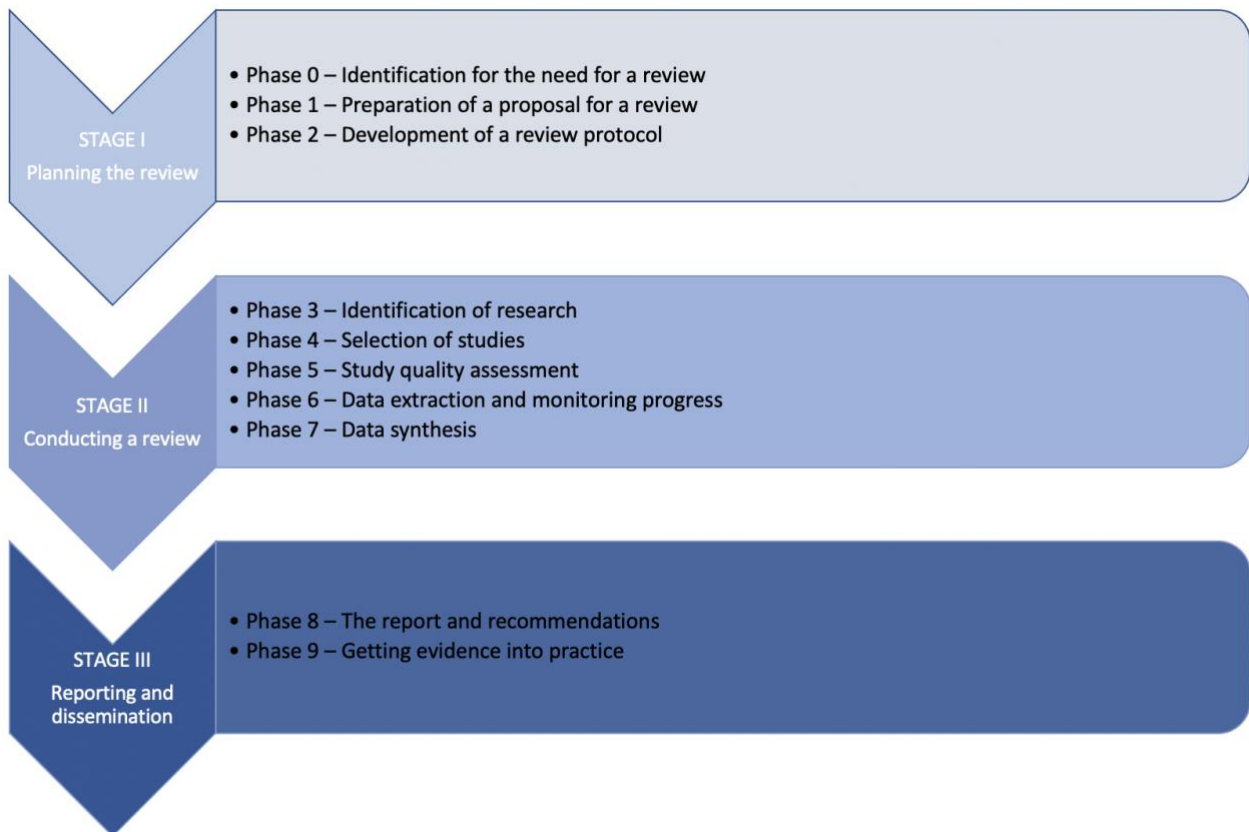 STAGE I
Planning the review
• Phase 0 – Identification for the need for a review
• Phase 1 – Preparation of a proposal for a review
• Phase 2 – Development of a review protocol
STAGE II
Conducting a review
• Phase 3 – Identification of research
• Phase 4 – Selection of studies
• Phase 5 – Study quality assessment
• Phase 6 – Data extraction and monitoring progress
• Phase 7 – Data synthesis
STAGE III
Reporting and
dissemination
• Phase 8 – The report and recommendations
• Phase 9 – Getting evidence into practice